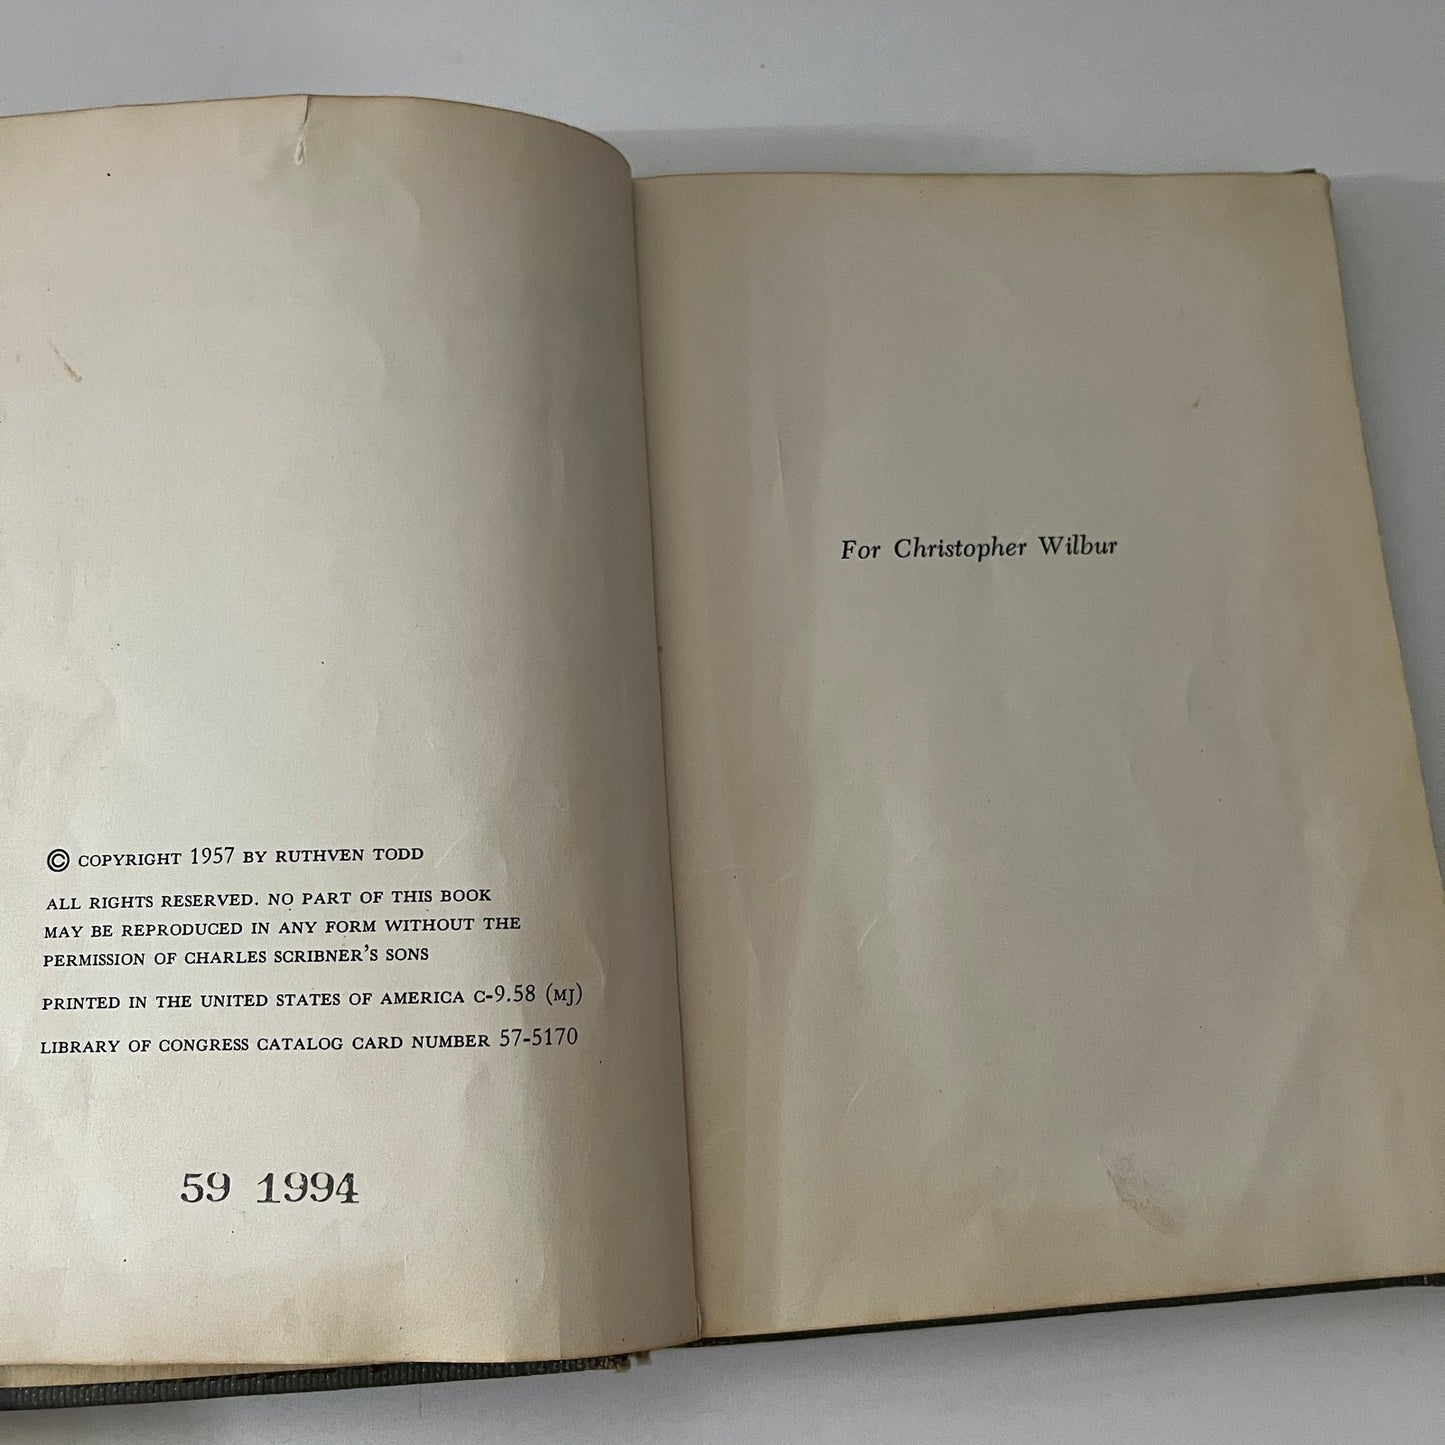 © COPYRIGHT 1957 BY RUTHVEN TODD
ALL RIGHTS RESERVED. NO PART OF THIS BOOK
MAY BE REPRODUCED IN ANY FORM WITHOUT THE
PERMISSION OF CHARLES SCRIBNER'S SONS
PRINTED IN THE UNITED STATES OF AMERICA C-9.58 (MJ)
LIBRARY OF CONGRESS CATALOG CARD NUMBER 57-5170
59 1994
For Christopher Wilbur